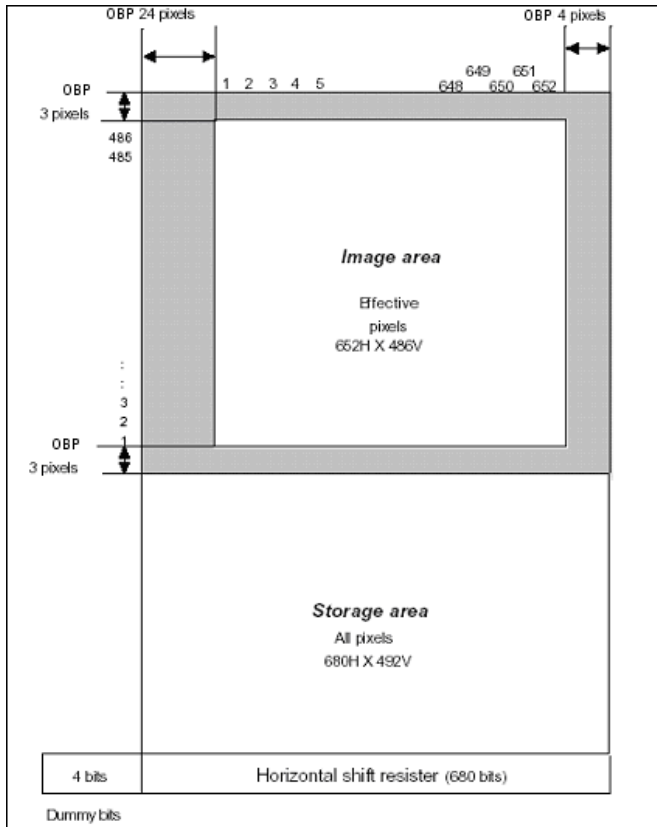 OBP 24 pixels
OBP 4 pixels
649 651
1 2 3 4 5
648 650 652
OBP
3 pixels
486
485
Image area
Effective
pixels
652H X 486V
:
:
3
2
1
OBP
3 pixels
Storage area
All pixels
680H X 492V
4 bits
Horizontal shift resister (680 bits)
Dummy bits